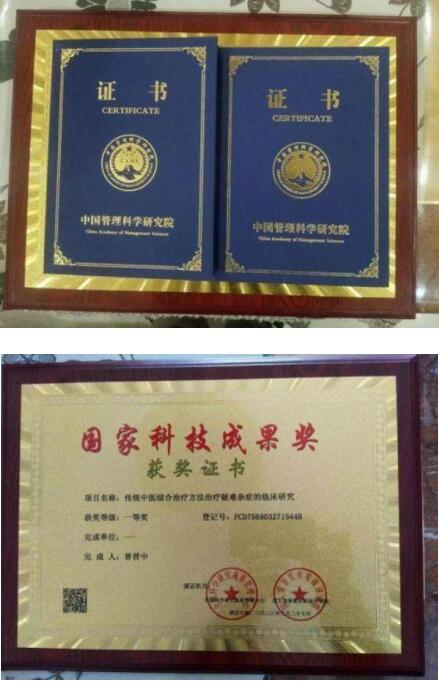 证 书
CERTIFICATE
中国管理科学研究院
China Academy of Management Sciences
证 书
CERTIFICATE
中国管理科学研究院
China Academy of Management Sciences
国家科技成果奖
获奖证书
项目名称： 传统中医综合治疗方法治疗疑难杂症的临床研究
获奖等级：一等奖 登记号：PCD7569032715448
完成单位：——
完 成 人：曾晋中